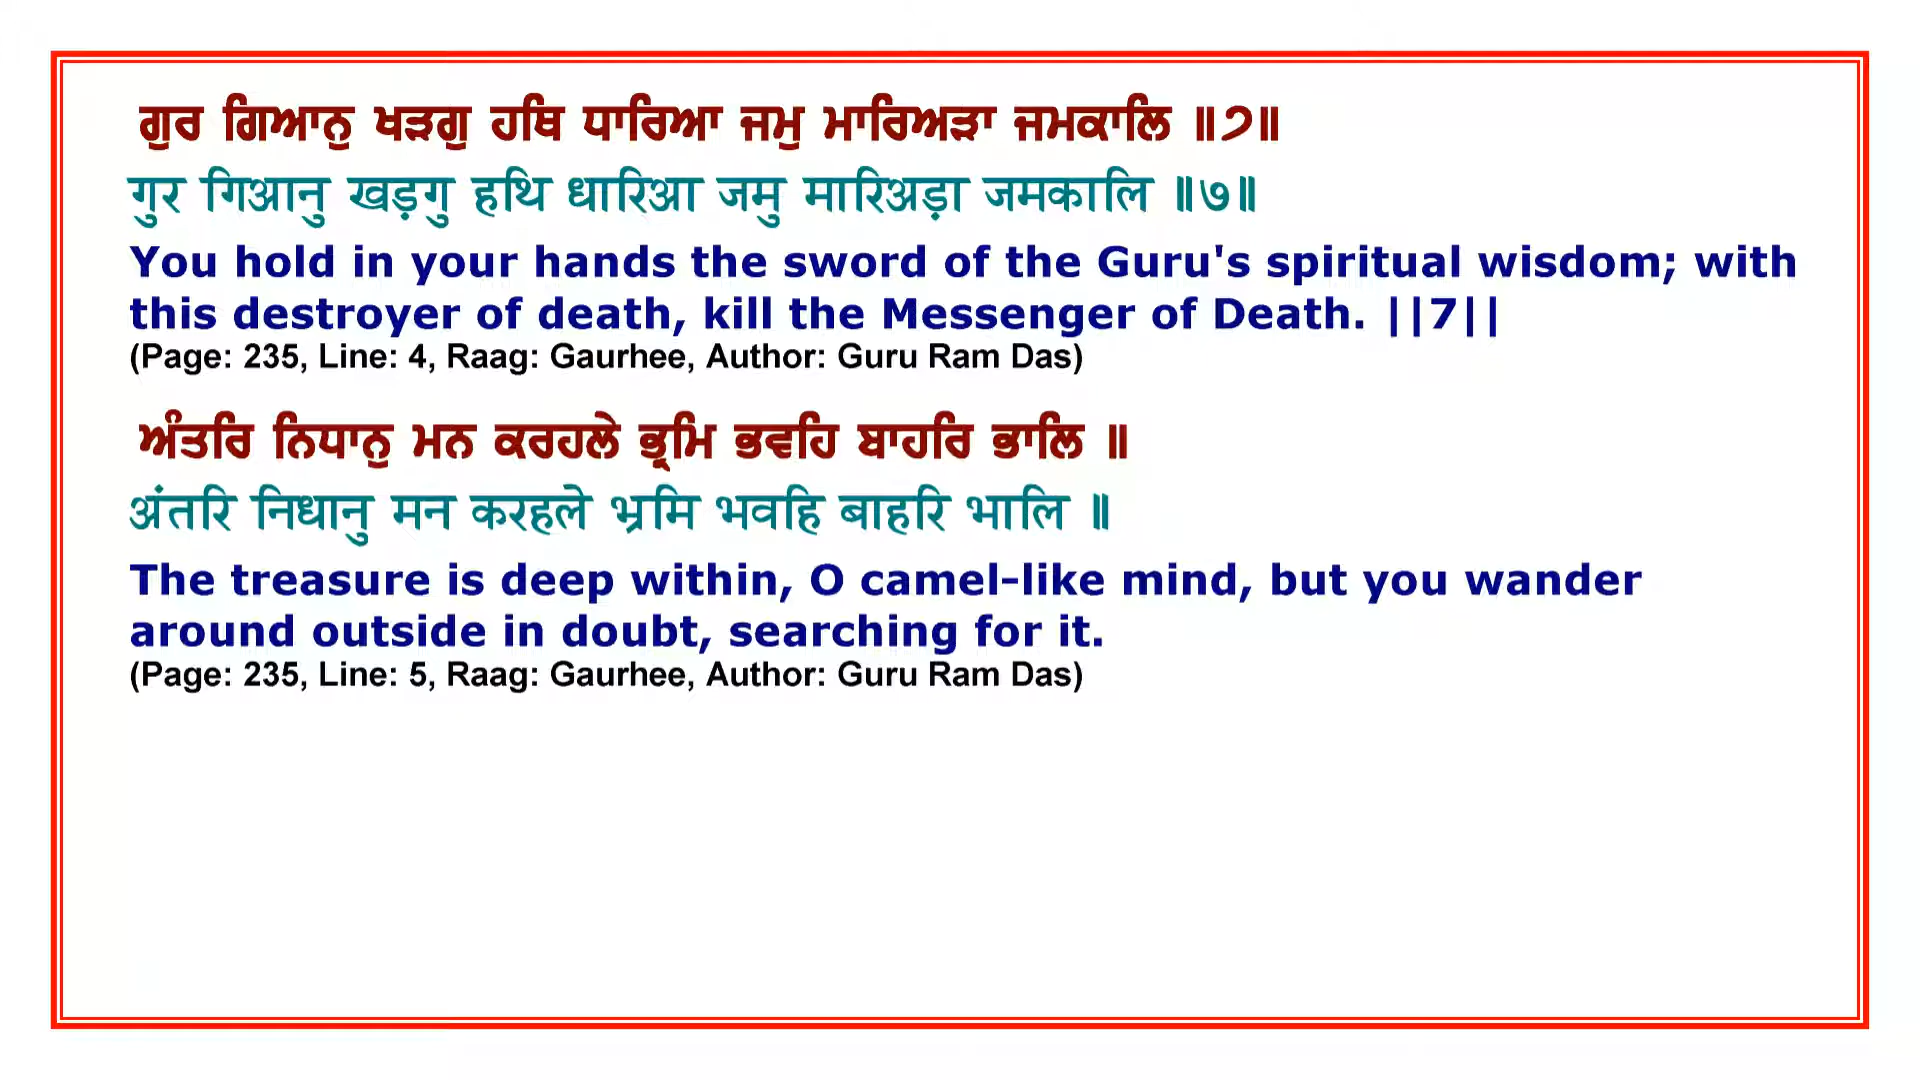 ਗੁਰ ਗਿਆਨੁ ਖੜਗੁ ਹਥਿ ਧਾਰਿਆ ਜਮੁ ਮਾਰਿਅੜਾ ਜਮਕਾਲਿ ॥੭॥
गुर गिआनु खड़गु हथि धारिआ जमु मारिअड़ा जमकालि ॥७॥
You hold in your hands the sword of the Guru's spiritual wisdom; with
this destroyer of death, kill the Messenger of Death. ||7||
(Page: 235, Line: 4, Raag: Gaurhee, Author: Guru Ram Das)
ਅੰਤਰਿ ਨਿਧਾਨੁ ਮਨ ਕਰਹਲੇ ਭ੍ਰਮਿ ਭਵਹਿ ਬਾਹਰਿ ਭਾਲਿ ॥
अंतरि निधानु मन करहले भ्रमि भवहि बाहरि भालि ॥
The treasure is deep within, O camel-like mind, but you wander
around outside in doubt, searching for it.
(Page: 235, Line: 5, Raag: Gaurhee, Author: Guru Ram Das)